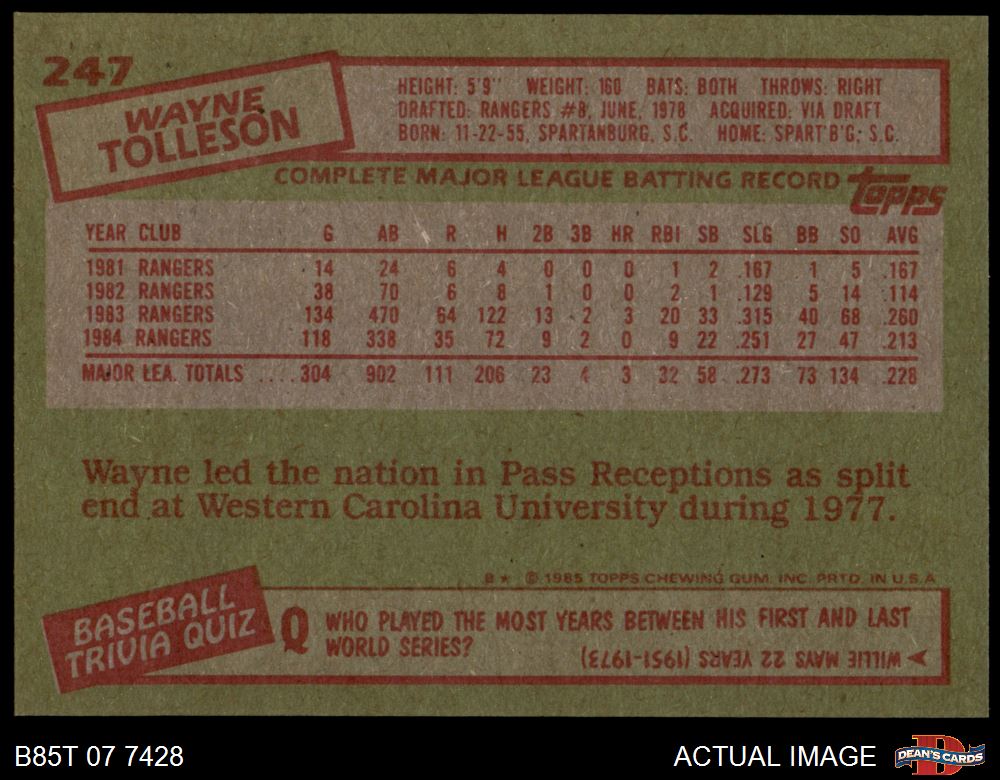 247
WAYNE
TOLLESON
HEIGHT: 5'9" WEIGHT: 160 BATS: BOTH THROWS: RIGHT
DRAFTED: RANGERS #8, JUNE, 1978 ACQUIRED: VIA DRAFT
BORN: 11-22-55, SPARTANBURG, S.C. HOME: SPART'B'G; S.C.
COMPLETE MAJOR LEAGUE BATTING RECORD
topps
YEAR CLUB G AB R H 2B 3B HR RBI SB SLG BB SO AVG
1981 RANGERS 14 24 6 4 0 0 0 1 2 .167 1 5 .167
1982 RANGERS 38 70 6 8 1 0 0 2 1 .129 5 14 .114
1983 RANGERS 134 470 64 122 13 2 3 20 33 .315 40 68 .260
1984 RANGERS 118 338 35 72 9 2 0 9 22 .251 27 47 .213
MAJOR LEA. TOTALS .... 304 902 111 206 23 4 3 32 58 .273 73 134 .228
Wayne led the nation in Pass Receptions as split
end at Western Carolina University during 1977.
B★ © 1985 TOPPS CHEWING GUM, INC. PRTD. IN U.S.A
BASEBALL
TRIVIA QUIZ
Q WHO PLAYED THE MOST YEARS BETWEEN HIS FIRST AND LAST
WORLD SERIES?
WILLIE MAYS 22 YEARS (1951-1973)
B85T 07 7428
ACTUAL IMAGE
DEAN'S CARDS